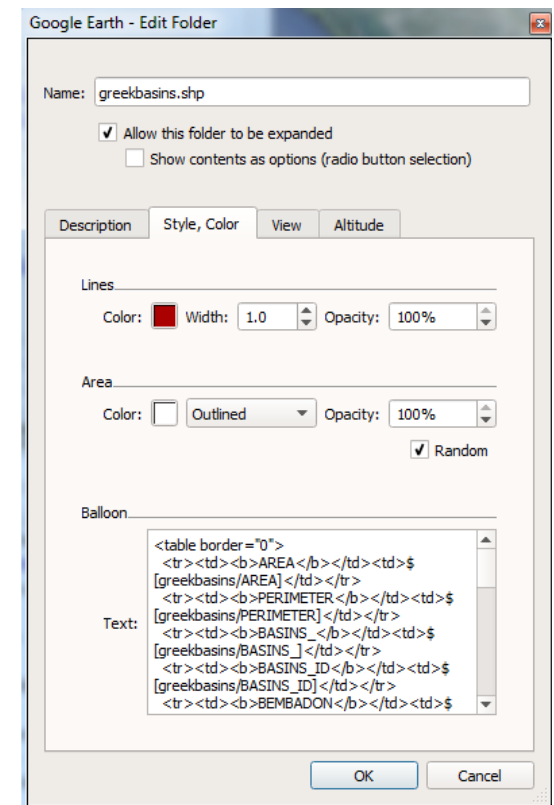 Google Earth - Edit Folder
Name: greekbasins.shp
Allow this folder to be expanded
Show contents as options (radio button selection)
Description Style, Color View Altitude
Lines
Color: Width: 1.0 Opacity: 100%
Area
Color: Outlined Opacity: 100%
Random
Balloon
Text:
<table border="0">
<tr><td><b>AREA</b></td><td>$
[greekbasins/AREA]</td></tr>
<tr><td><b>PERIMETER</b></td><td>$
[greekbasins/PERIMETER]</td></tr>
<tr><td><b>BASINS_</b></td><td>$
[greekbasins/BASINS_]</td></tr>
<tr><td><b>BASINS_ID</b></td><td>$
[greekbasins/BASINS_ID]</td></tr>
<tr><td><b>BEMBADON</b></td><td>$
OK Cancel